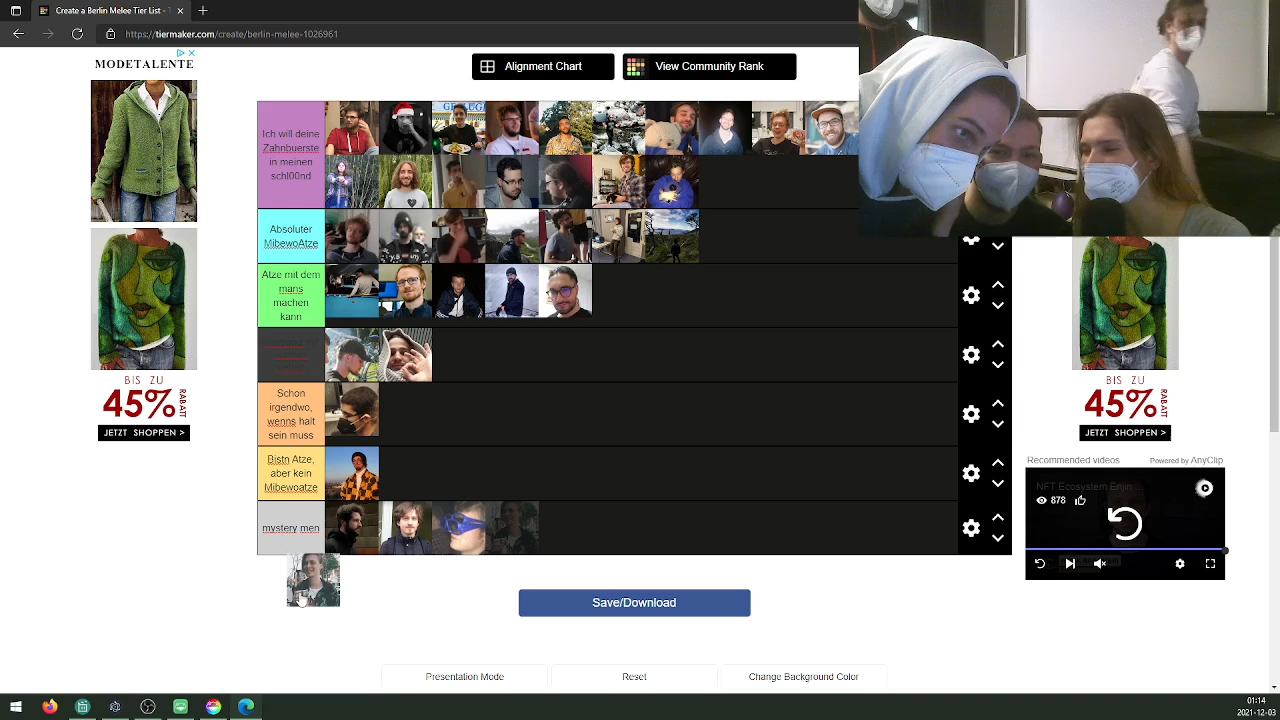 Create a Berlin Melee Tier List - T
https://tiermaker.com/create/berlin-melee-1026961
MODETALENTE
Alignment Chart
View Community Rank
Ich will deine
Zahnbuerste
in meinen
schl00nd
Absoluter
MibewoAtze
Atze mit dem
mans
machen
kann
Schon
irgendwo,
wenns halt
sein muss
Bistn Atze,
aber kein
Mibewoatze
mystery men
BIS ZU
45%
RABATT
JETZT SHOPPEN >
BIS ZU
45%
RABATT
JETZT SHOPPEN >
Recommended videos
Powered by AnyClip
NFT Ecosystem Enjin
878
Save/Download
Presentation Mode
Reset
Change Background Color
01:14
2021-12-03